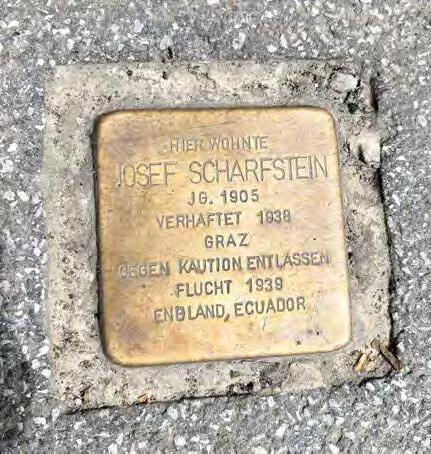 HIER WOHNTE
JOSEF SCHARFSTEIN
JG. 1905
VERHAFTET 1938
GRAZ
GEGEN KAUTION ENTLASSEN
FLUCHT 1939
ENGLAND, ECUADOR